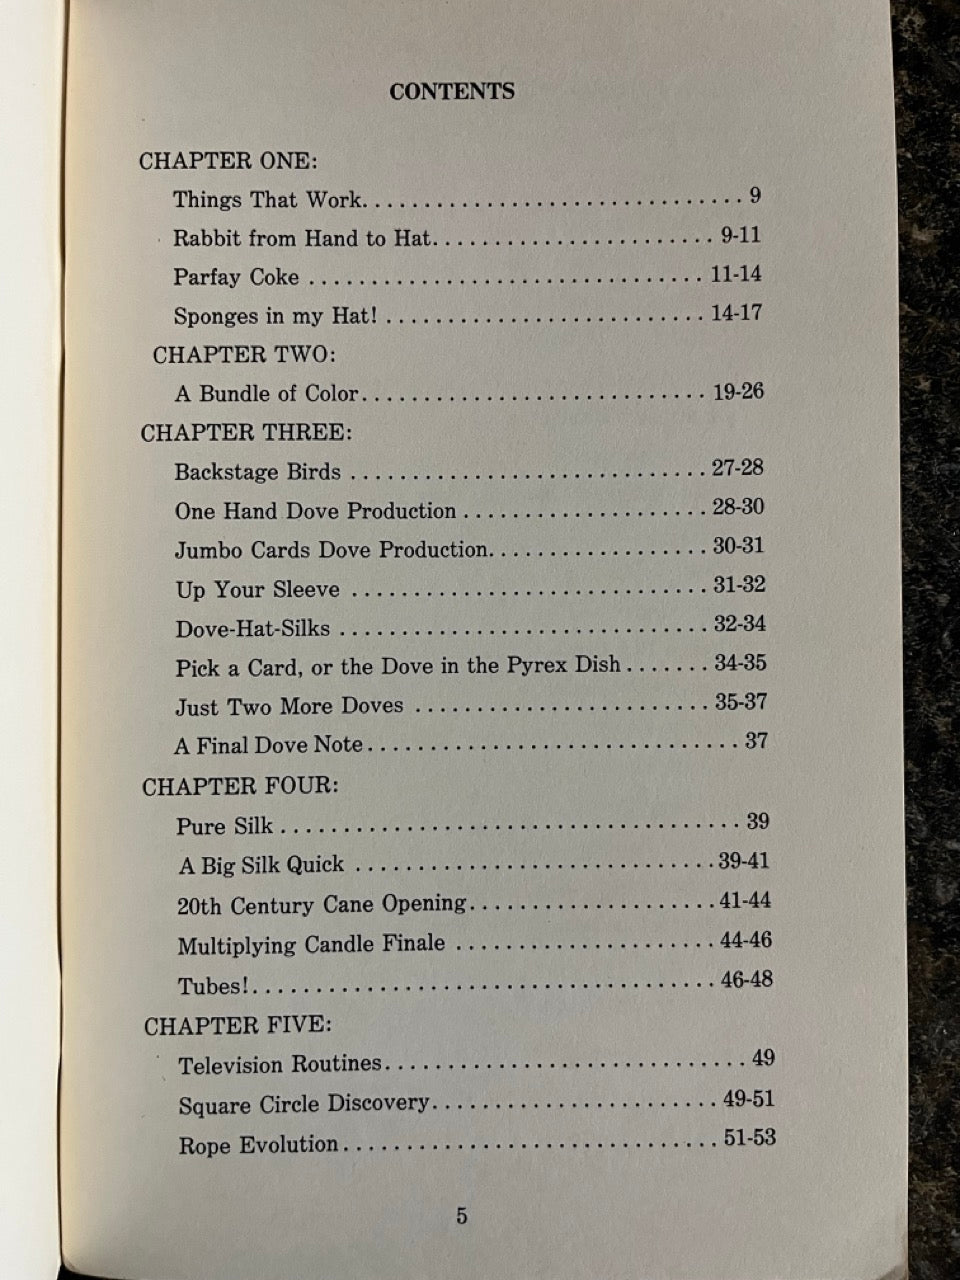 CONTENTS
CHAPTER ONE:
Things That Work. . . . . . . . . . . . . . . . . . . . . . . . . . . . . . . 9
Rabbit from Hand to Hat. . . . . . . . . . . . . . . . . . . . . . . 9-11
Parfay Coke . . . . . . . . . . . . . . . . . . . . . . . . . . . . . . . . 11-14
Sponges in my Hat! . . . . . . . . . . . . . . . . . . . . . . . . . . 14-17
CHAPTER TWO:
A Bundle of Color. . . . . . . . . . . . . . . . . . . . . . . . . . . . 19-26
CHAPTER THREE:
Backstage Birds . . . . . . . . . . . . . . . . . . . . . . . . . . . . . 27-28
One Hand Dove Production . . . . . . . . . . . . . . . . . . . . 28-30
Jumbo Cards Dove Production. . . . . . . . . . . . . . . . . . 30-31
Up Your Sleeve . . . . . . . . . . . . . . . . . . . . . . . . . . . . . 31-32
Dove-Hat-Silks . . . . . . . . . . . . . . . . . . . . . . . . . . . . . . 32-34
Pick a Card, or the Dove in the Pyrex Dish . . . . . . . 34-35
Just Two More Doves . . . . . . . . . . . . . . . . . . . . . . . . 35-37
A Final Dove Note. . . . . . . . . . . . . . . . . . . . . . . . . . . . . . 37
CHAPTER FOUR:
Pure Silk . . . . . . . . . . . . . . . . . . . . . . . . . . . . . . . . . . . . . 39
A Big Silk Quick . . . . . . . . . . . . . . . . . . . . . . . . . . . . . 39-41
20th Century Cane Opening. . . . . . . . . . . . . . . . . . . . 41-44
Multiplying Candle Finale . . . . . . . . . . . . . . . . . . . . . 44-46
Tubes!. . . . . . . . . . . . . . . . . . . . . . . . . . . . . . . . . . . . . . 46-48
CHAPTER FIVE:
Television Routines. . . . . . . . . . . . . . . . . . . . . . . . . . . . . 49
Square Circle Discovery. . . . . . . . . . . . . . . . . . . . . . . 49-51
Rope Evolution . . . . . . . . . . . . . . . . . . . . . . . . . . . . . . 51-53
5